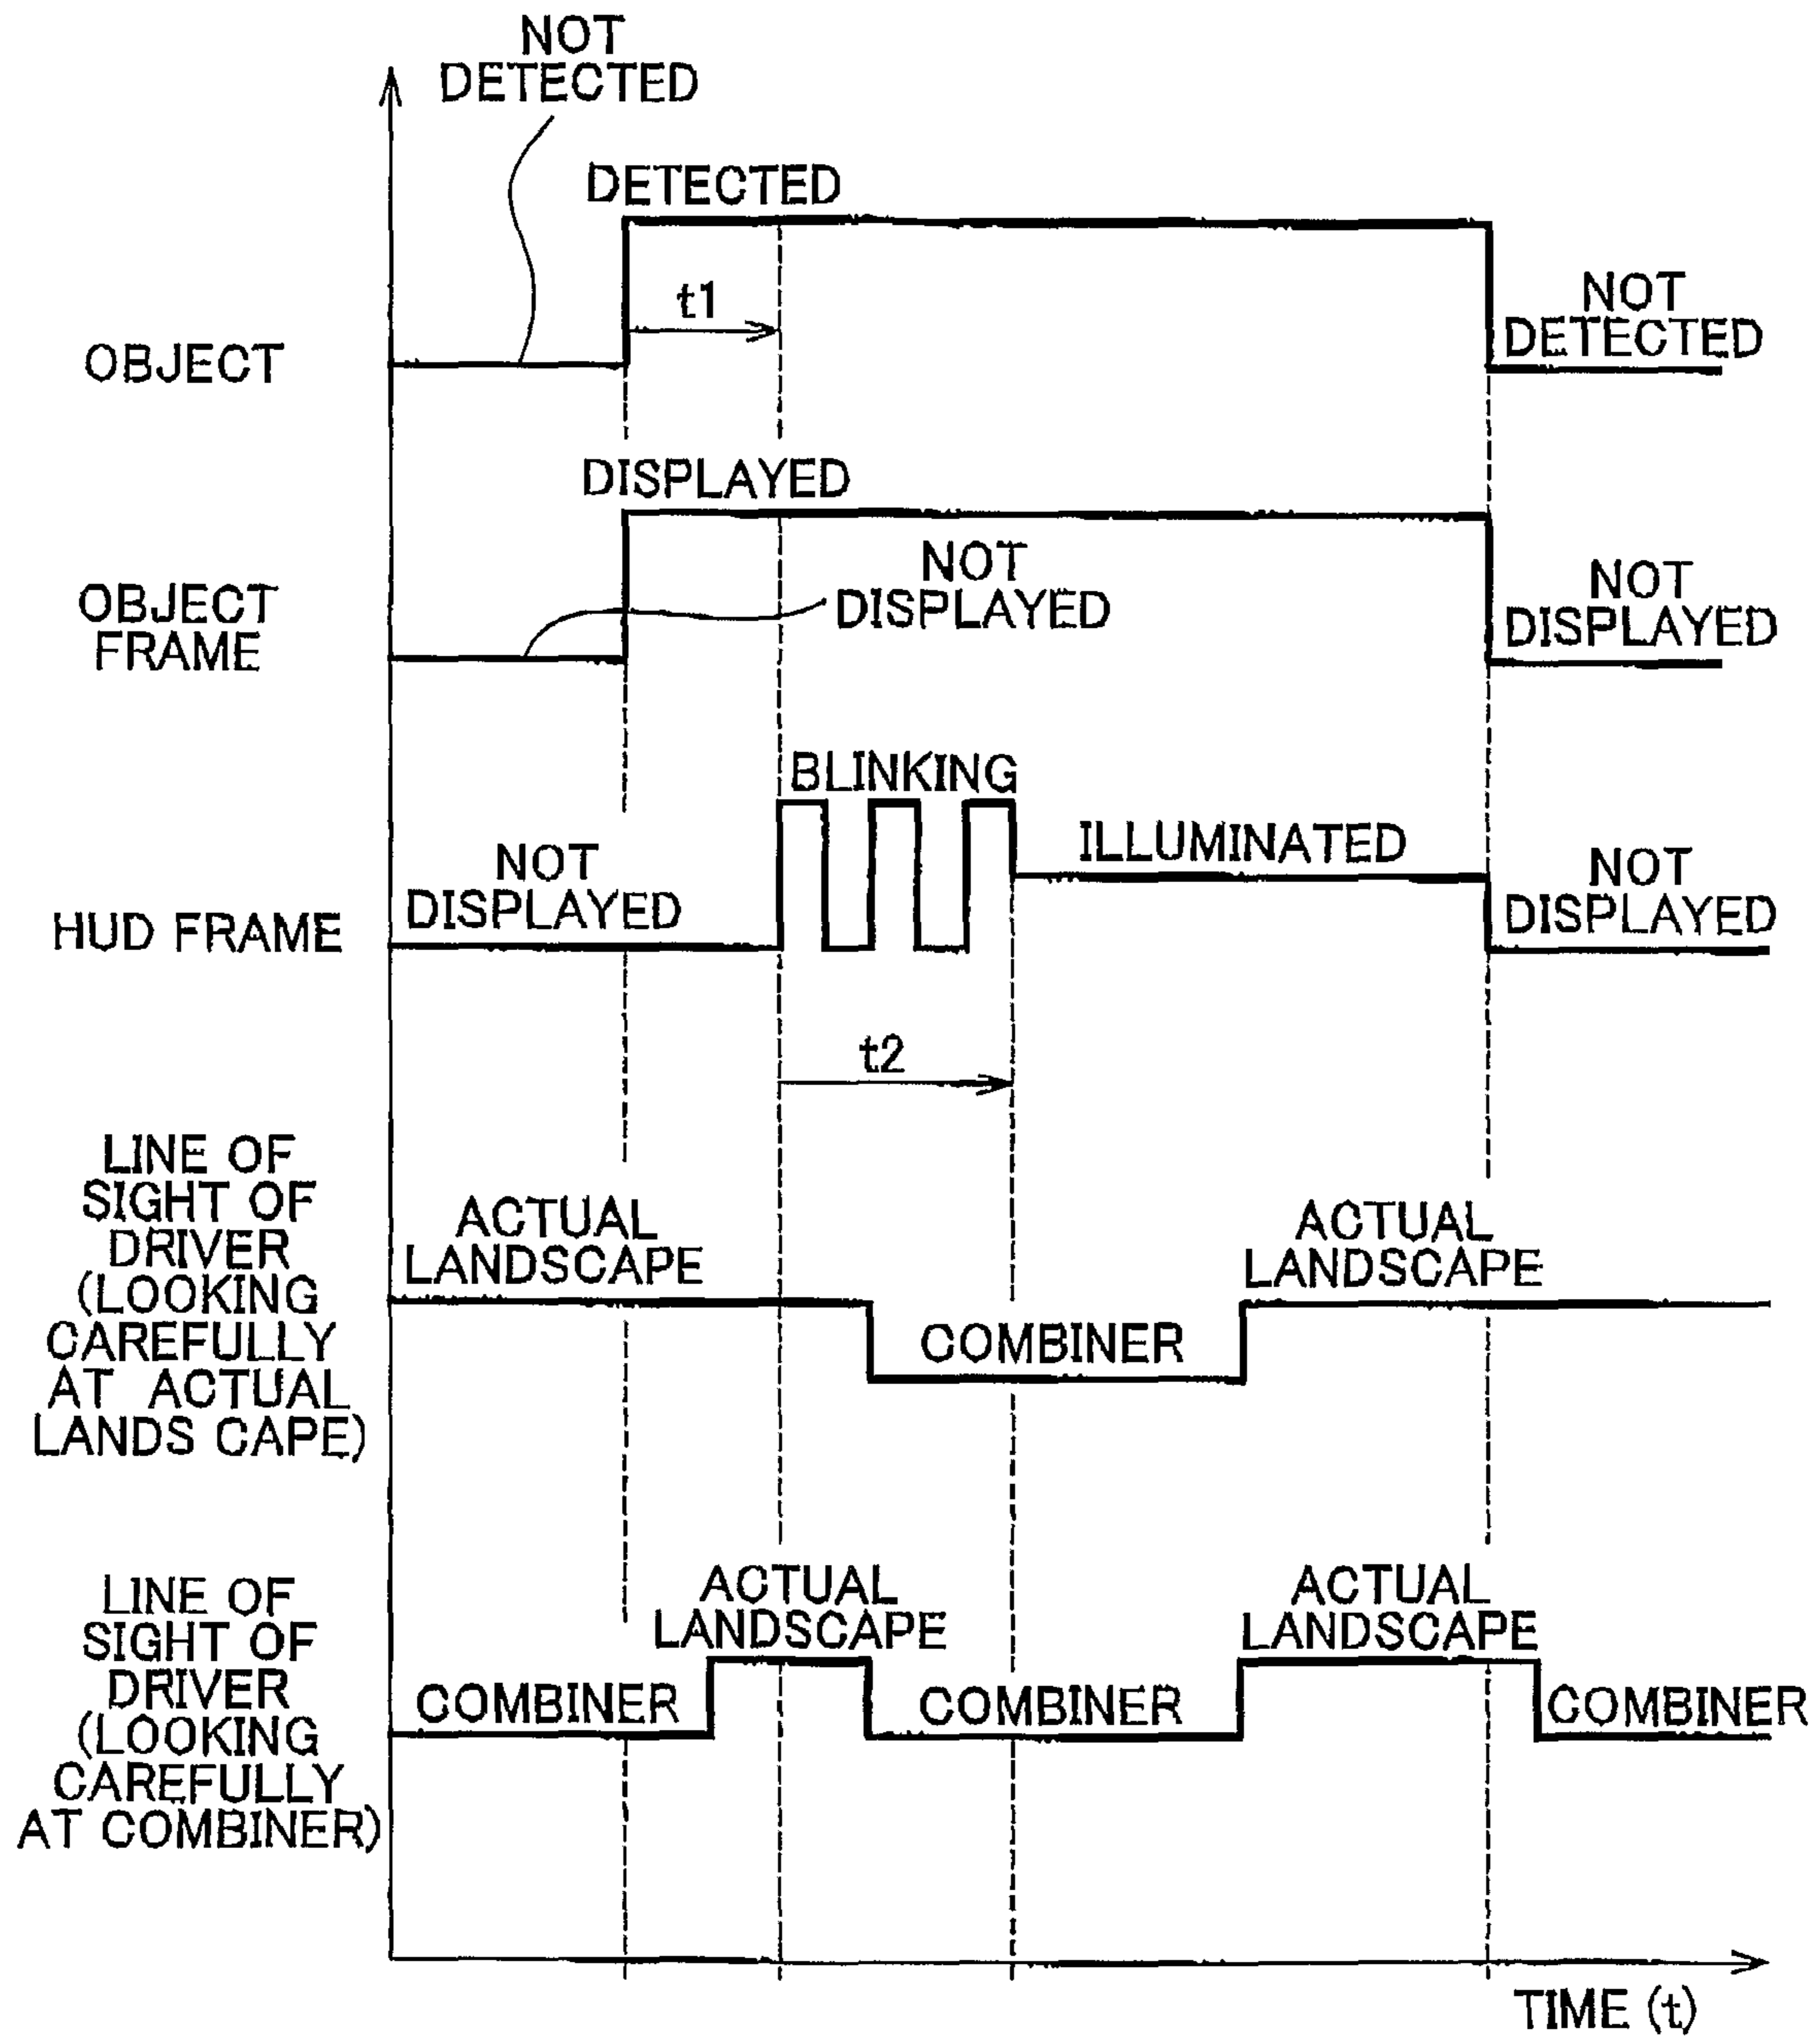 NOT
DETECTED
DETECTED
t1
NOT
DETECTED
OBJECT
DISPLAYED
NOT
DISPLAYED
NOT
DISPLAYED
OBJECT
FRAME
BLINKING
ILLUMINATED
NOT
DISPLAYED
NOT
DISPLAYED
HUD FRAME
t2
LINE OF
SIGHT OF
DRIVER
(LOOKING
CAREFULLY
AT ACTUAL
LANDS CAPE)
ACTUAL
LANDSCAPE
COMBINER
ACTUAL
LANDSCAPE
LINE OF
SIGHT OF
DRIVER
(LOOKING
CAREFULLY
AT COMBINER)
COMBINER
ACTUAL
LANDSCAPE
COMBINER
ACTUAL
LANDSCAPE
COMBINER
TIME (t)